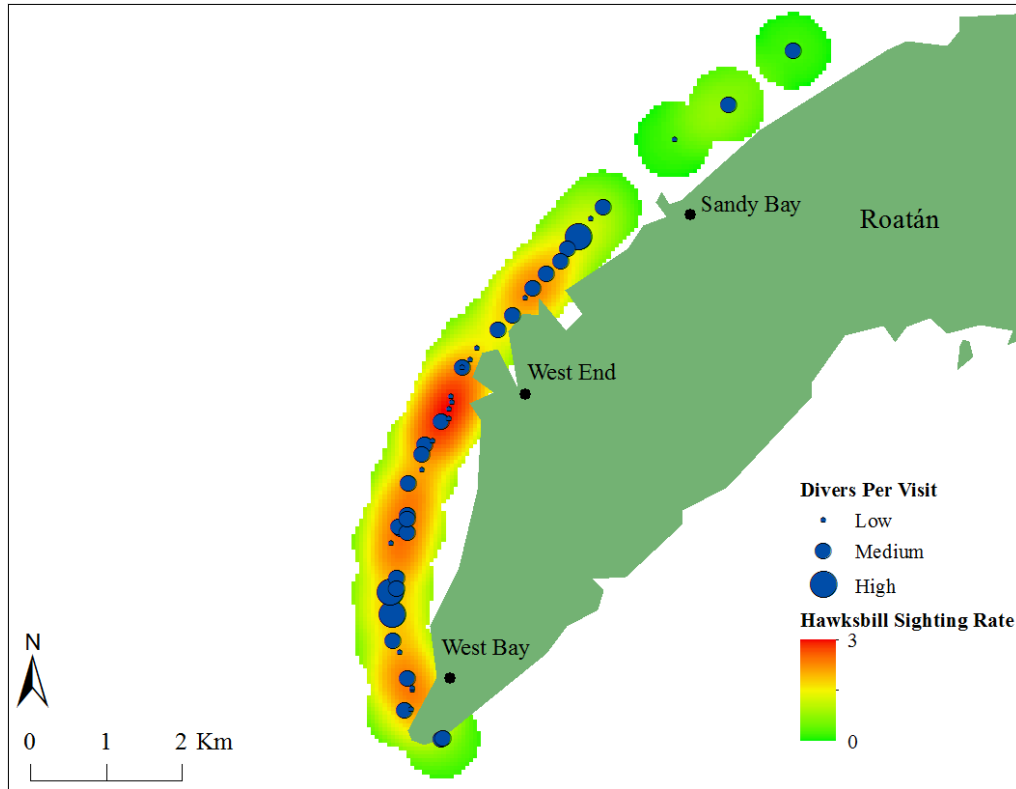 Sandy Bay
Roatán
West End
Divers Per Visit
Low
Medium
High
Hawksbill Sighting Rate
3
0
West Bay
N
0 1 2 Km